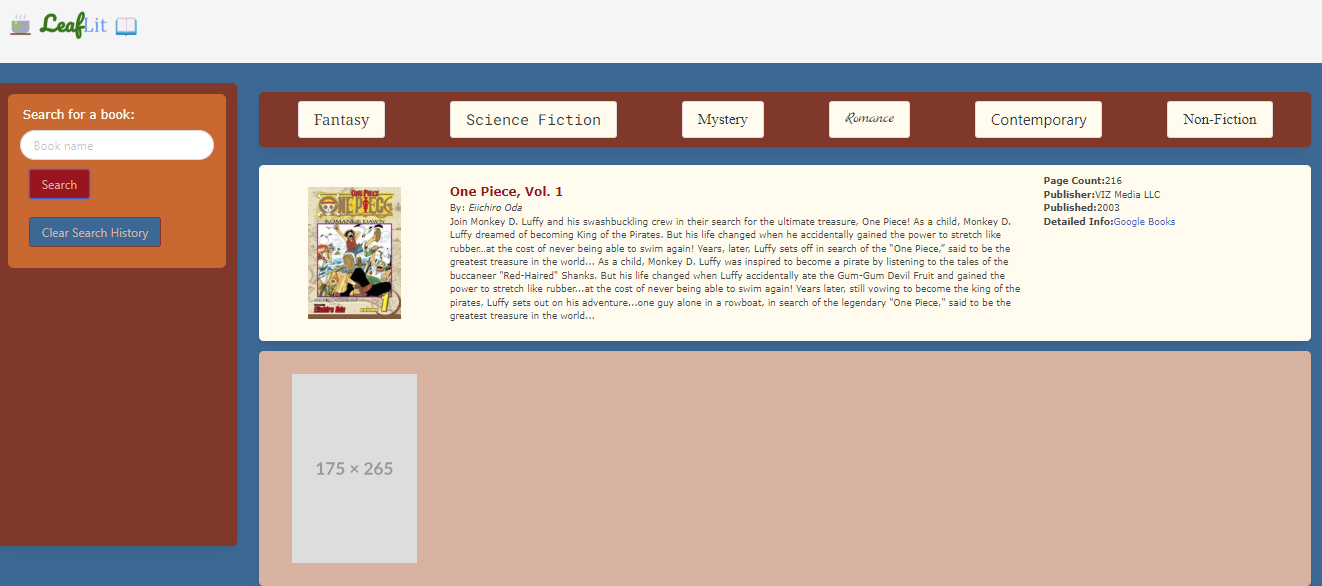 LeafLit
Search for a book:
Book name
Search
Clear Search History
Fantasy
Science Fiction
Mystery
Romance
Contemporary
Non-Fiction
ONE PIECE
ROMANCE DAWN
One Piece, Vol. 1
By: Eiichiro Oda
Join Monkey D. Luffy and his swashbuckling crew in their search for the ultimate treasure, One Piece! As a child, Monkey D.
Luffy dreamed of becoming King of the Pirates. But his life changed when he accidentally gained the power to stretch like
rubber...at the cost of never being able to swim again! Years, later, Luffy sets off in search of the "One Piece," said to be the
greatest treasure in the world... As a child, Monkey D. Luffy was inspired to become a pirate by listening to the tales of the
buccaneer "Red-Haired" Shanks. But his life changed when Luffy accidentally ate the Gum-Gum Devil Fruit and gained the
power to stretch like rubber...at the cost of never being able to swim again! Years later, still vowing to become the king of the
pirates, Luffy sets out on his adventure...one guy alone in a rowboat, in search of the legendary "One Piece," said to be the
greatest treasure in the world...
Page Count:216
Publisher:VIZ Media LLC
Published:2003
Detailed Info:Google Books
175 × 265